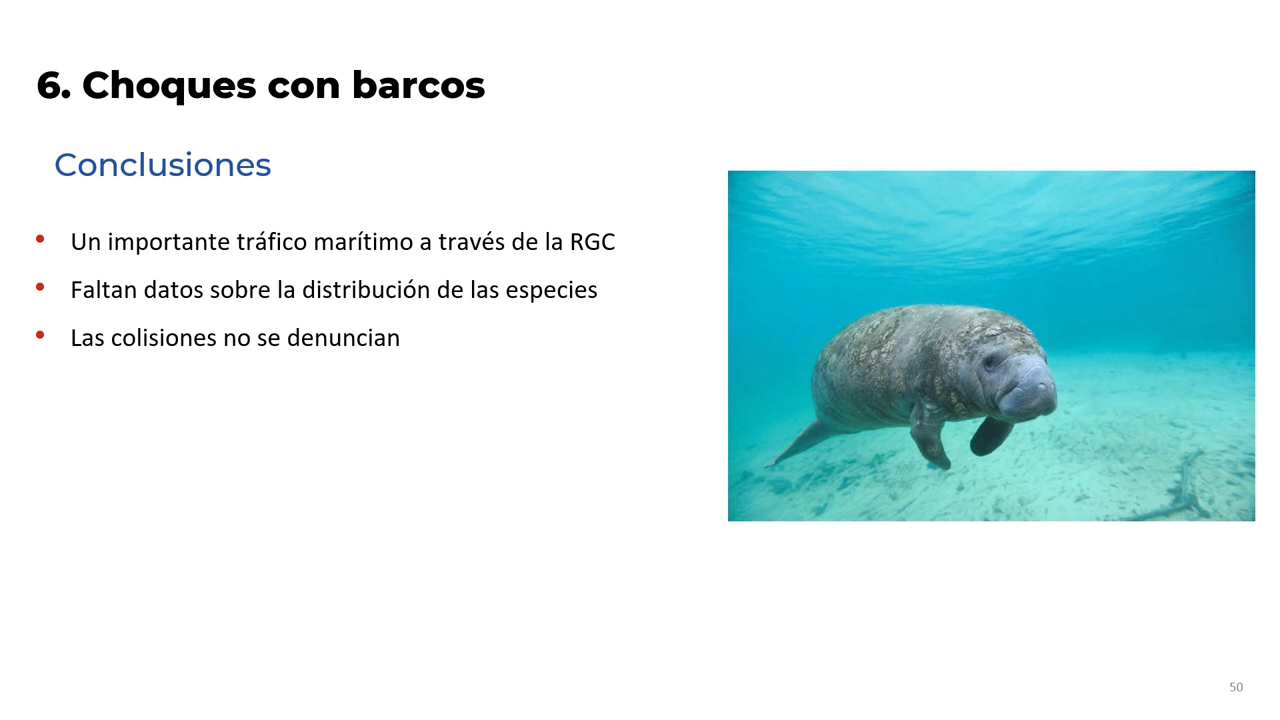 6. Choques con barcos
Conclusiones
• Un importante tráfico marítimo a través de la RGC
• Faltan datos sobre la distribución de las especies
• Las colisiones no se denuncian
50